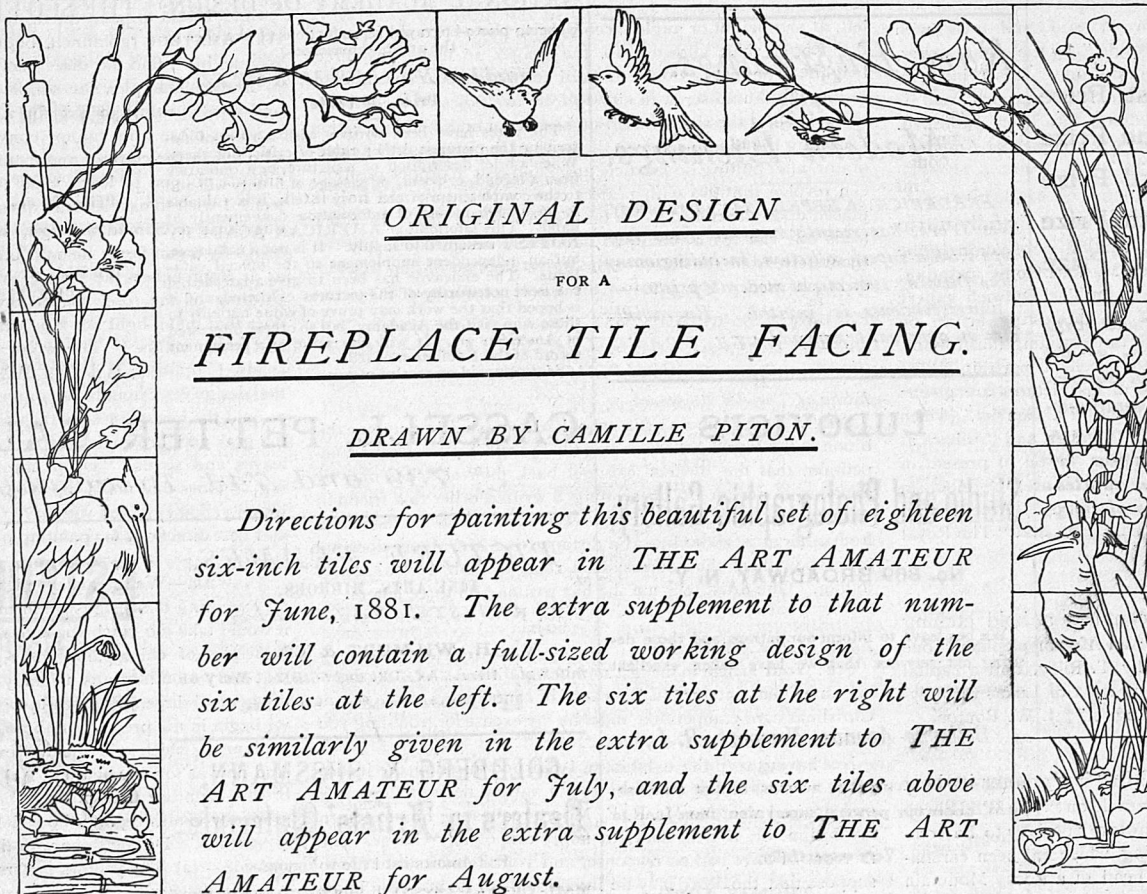 ORIGINAL DESIGN
FOR A
FIREPLACE TILE FACING.
DRAWN BY CAMILLE PITON.
Directions for painting this beautiful set of eighteen
six-inch tiles will appear in THE ART AMATEUR
for June, 1881. The extra supplement to that num-
ber will contain a full-sized working design of the
six tiles at the left. The six tiles at the right will
be similarly given in the extra supplement to THE
ART AMATEUR for July, and the six tiles above
will appear in the extra supplement to THE ART
AMATEUR for August.